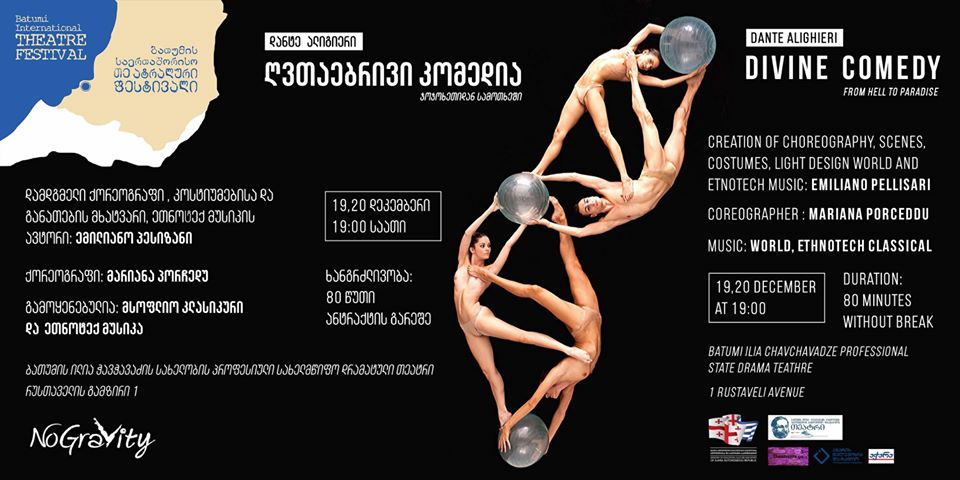 Batumi
International
THEATRE
FESTIVAL
ბათუმის
საერთაშორისო
თეატრალური
ფესტივალი
დანტე ალიგიერი
ღვთაებრივი კომედია
ჯოჯოხეთიდან სამოთხეში
დამდგმელი ქორეოგრაფი , კოსტიუმებისა და
განათების მხატვარი, ეთნოტექ მუსიკის
ავტორი: ემილიანო პესიზანი
ქორეოგრაფი: მარიანა პორჩედუ
გამოყენებულია: მსოფლიო კლასიკური
და ეთნოტექ მუსიკა
19,20 დეკემბერი
19:00 საათი
ხანგრძლივობა:
80 წუთი
ანტრაქტის გარეშე
ბათუმის ილია ჭავჭავაძის სახელობის პროფესიული სახელმწიფო დრამატული თეატრი
რუსთაველის გამზირი 1
NoGravity
DANTE ALIGHIERI
DIVINE COMEDY
FROM HELL TO PARADISE
CREATION OF CHOREOGRAPHY, SCENES,
COSTUMES, LIGHT DESIGN WORLD AND
ETNOTECH MUSIC: EMILIANO PELLISARI
COREOGRAPHER : MARIANA PORCEDDU
MUSIC: WORLD, ETHNOTECH CLASSICAL
19,20 DECEMBER
AT 19:00
DURATION:
80 MINUTES
WITHOUT BREAK
BATUMI ILIA CHAVCHAVADZE PROFESSIONAL
STATE DRAMA TEATHRE
1 RUSTAVELI AVENUE
თეატრი
აჭარა